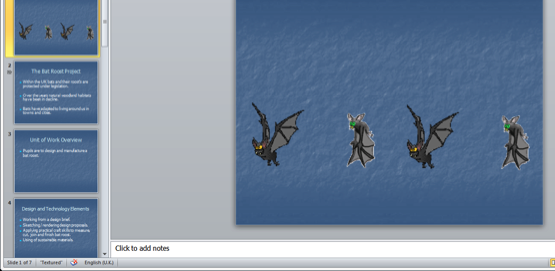 2
The Bat Roost Project
Within the UK bats and their roosts are
protected under legislation.
Over the years natural woodland habitats
have been in decline.
Bats have adapted to living around us in
towns and cities.
3
Unit of Work Overview
Pupils are to design and manufacture a
bat roost.
4
Design and Technology Elements
Working from a design brief.
Sketching / rendering design proposals.
Applying practical craft skills to measure
cut, join and finish bat roost.
Using of sustainable materials.
Click to add notes
Slide 1 of 7
'Textured'
English (U.K.)